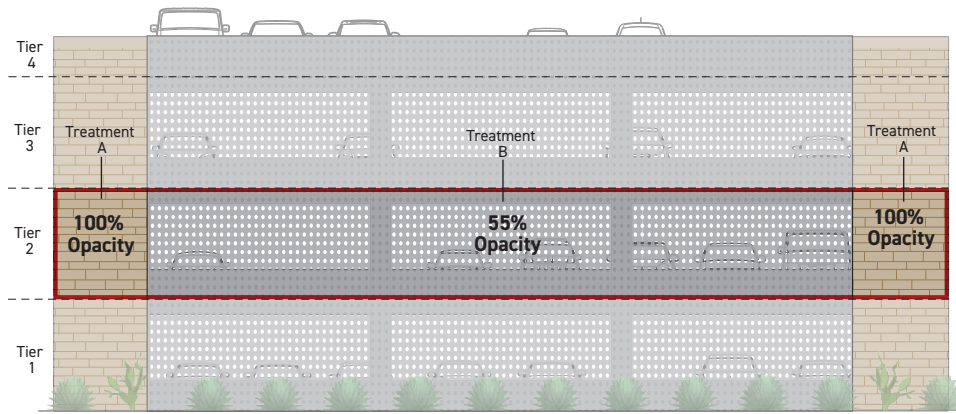 Tier
4
Tier
3
Treatment
A
Treatment
B
Treatment
A
Tier
2
100%
Opacity
55%
Opacity
100%
Opacity
Tier
1